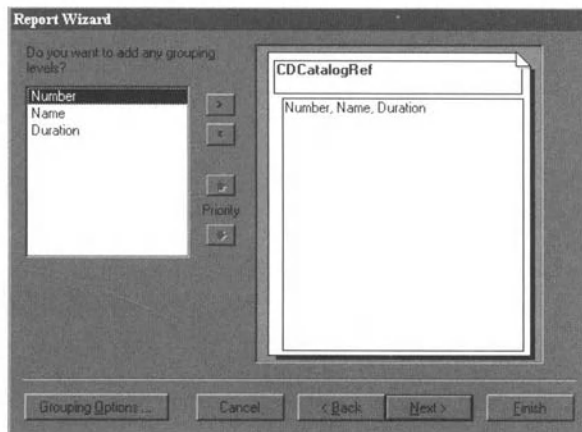 Report Wizard
Do you want to add any grouping
levels?
Number
Name
Duration
>
<
Priority
CDCatalogRef
Number, Name, Duration
Grouping Options ...
Cancel
< Back
Next >
Finish